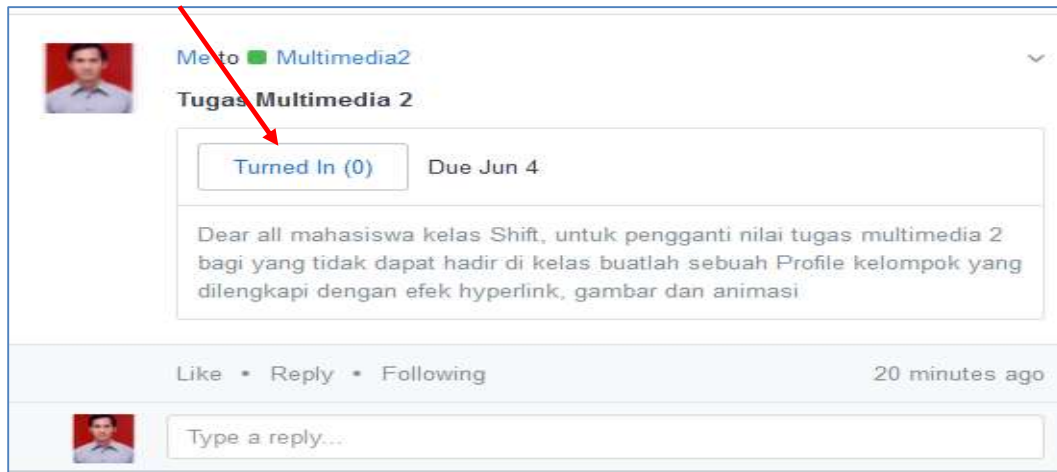 Me to Multimedia2
Tugas Multimedia 2
Turned In (0) Due Jun 4
Dear all mahasiswa kelas Shift, untuk pengganti nilai tugas multimedia 2
bagi yang tidak dapat hadir di kelas buatlah sebuah Profile kelompok yang
dilengkapi dengan efek hyperlink, gambar dan animasi
Like • Reply • Following 20 minutes ago
Type a reply...